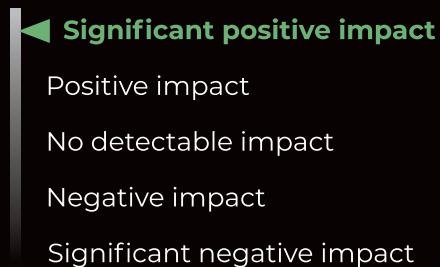 Significant positive impact
Positive impact
No detectable impact
Negative impact
Significant negative impact